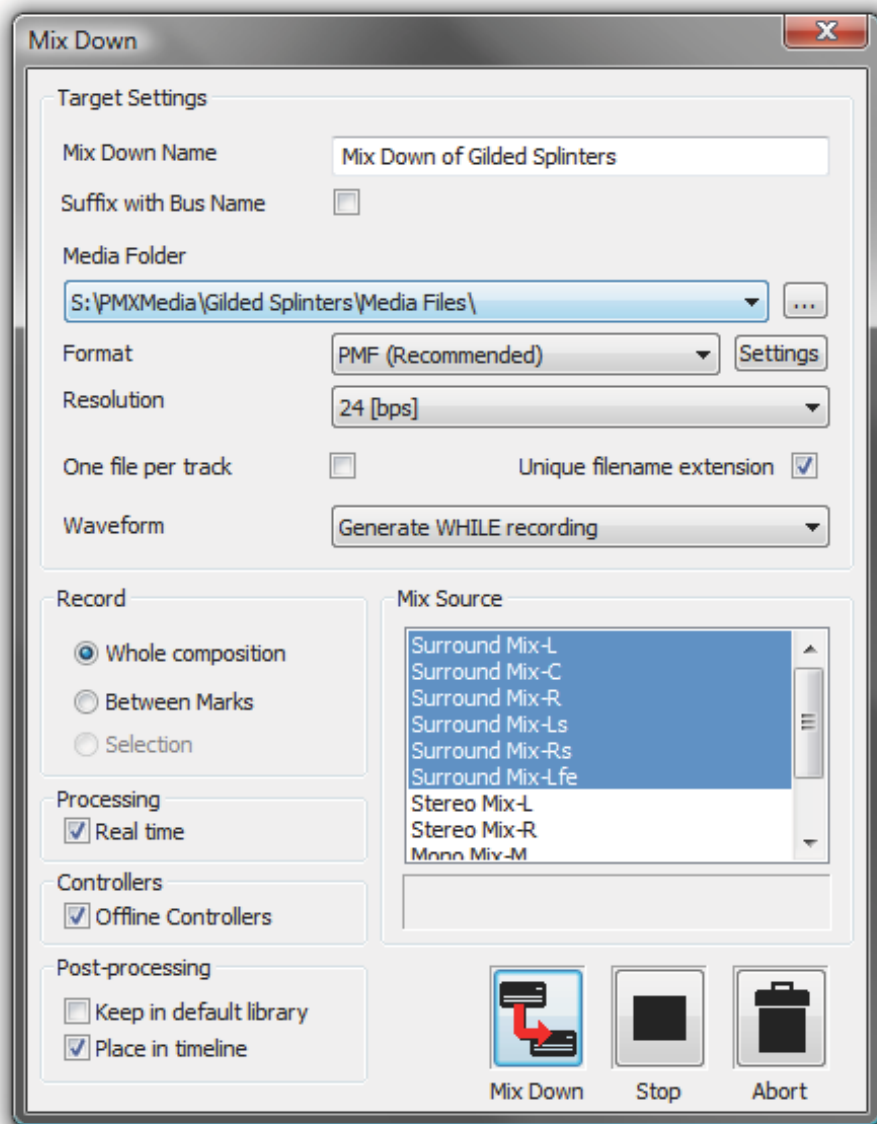 Mix Down
Target Settings
Mix Down Name
Mix Down of Gilded Splinters
Suffix with Bus Name
Media Folder
S:\PMXMedia\Gilded Splinters\Media Files\
...
Format
PMF (Recommended)
Settings
Resolution
24 [bps]
One file per track
Unique filename extension
Waveform
Generate WHILE recording
Record
Whole composition
Between Marks
Selection
Processing
Real time
Controllers
Offline Controllers
Post-processing
Keep in default library
Place in timeline
Mix Source
Surround Mix-L
Surround Mix-C
Surround Mix-R
Surround Mix-Ls
Surround Mix-Rs
Surround Mix-Lfe
Stereo Mix-L
Stereo Mix-R
Mono Mix-M
Mix Down
Stop
Abort